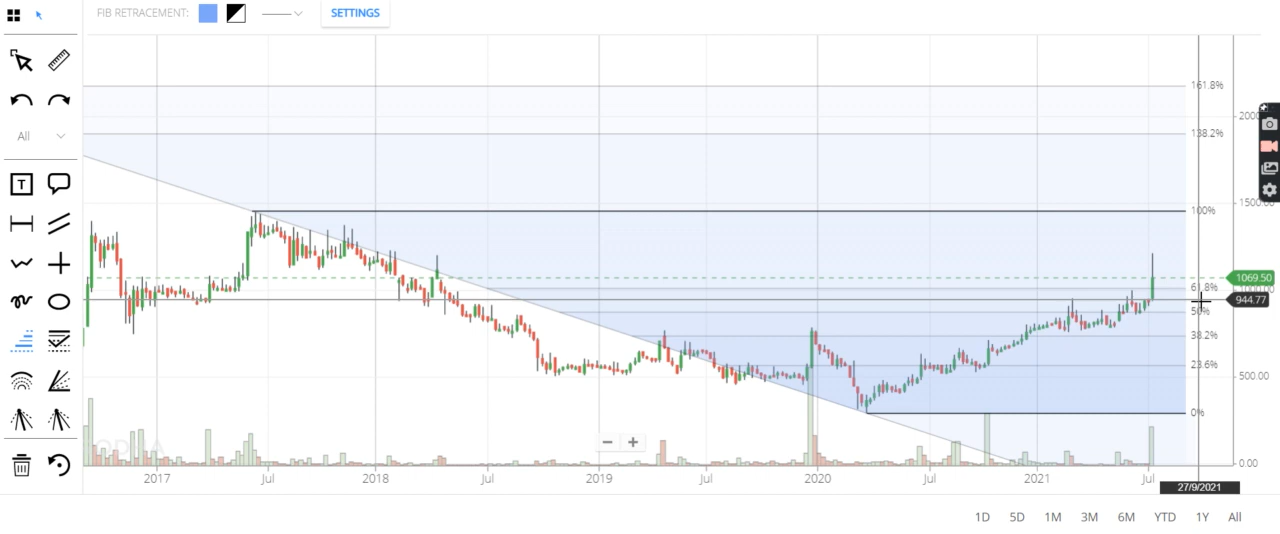 FIB RETRACEMENT:
SETTINGS
All
T
161.8%
2000
138.2%
1500.00
100%
1069.50
61.8%
944.77
50%
38.2%
23.6%
500.00
0%
0.00
2017 Jul 2018 Jul 2019 Jul 2020 Jul 2021 Jul
27/9/2021
1D 5D 1M 3M 6M YTD 1Y All